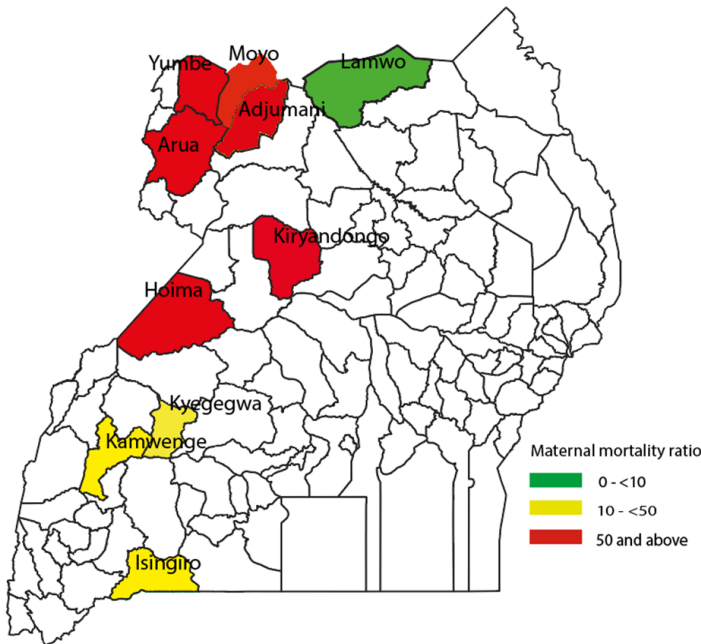 Moyo
Lamwo
Yumbe
Adjumani
Arua
Kiryandongo
Hoima
Kyegegwa
Kamwenge
Maternal mortality ratio
0 - <10
10 - <50
50 and above
Isingiro